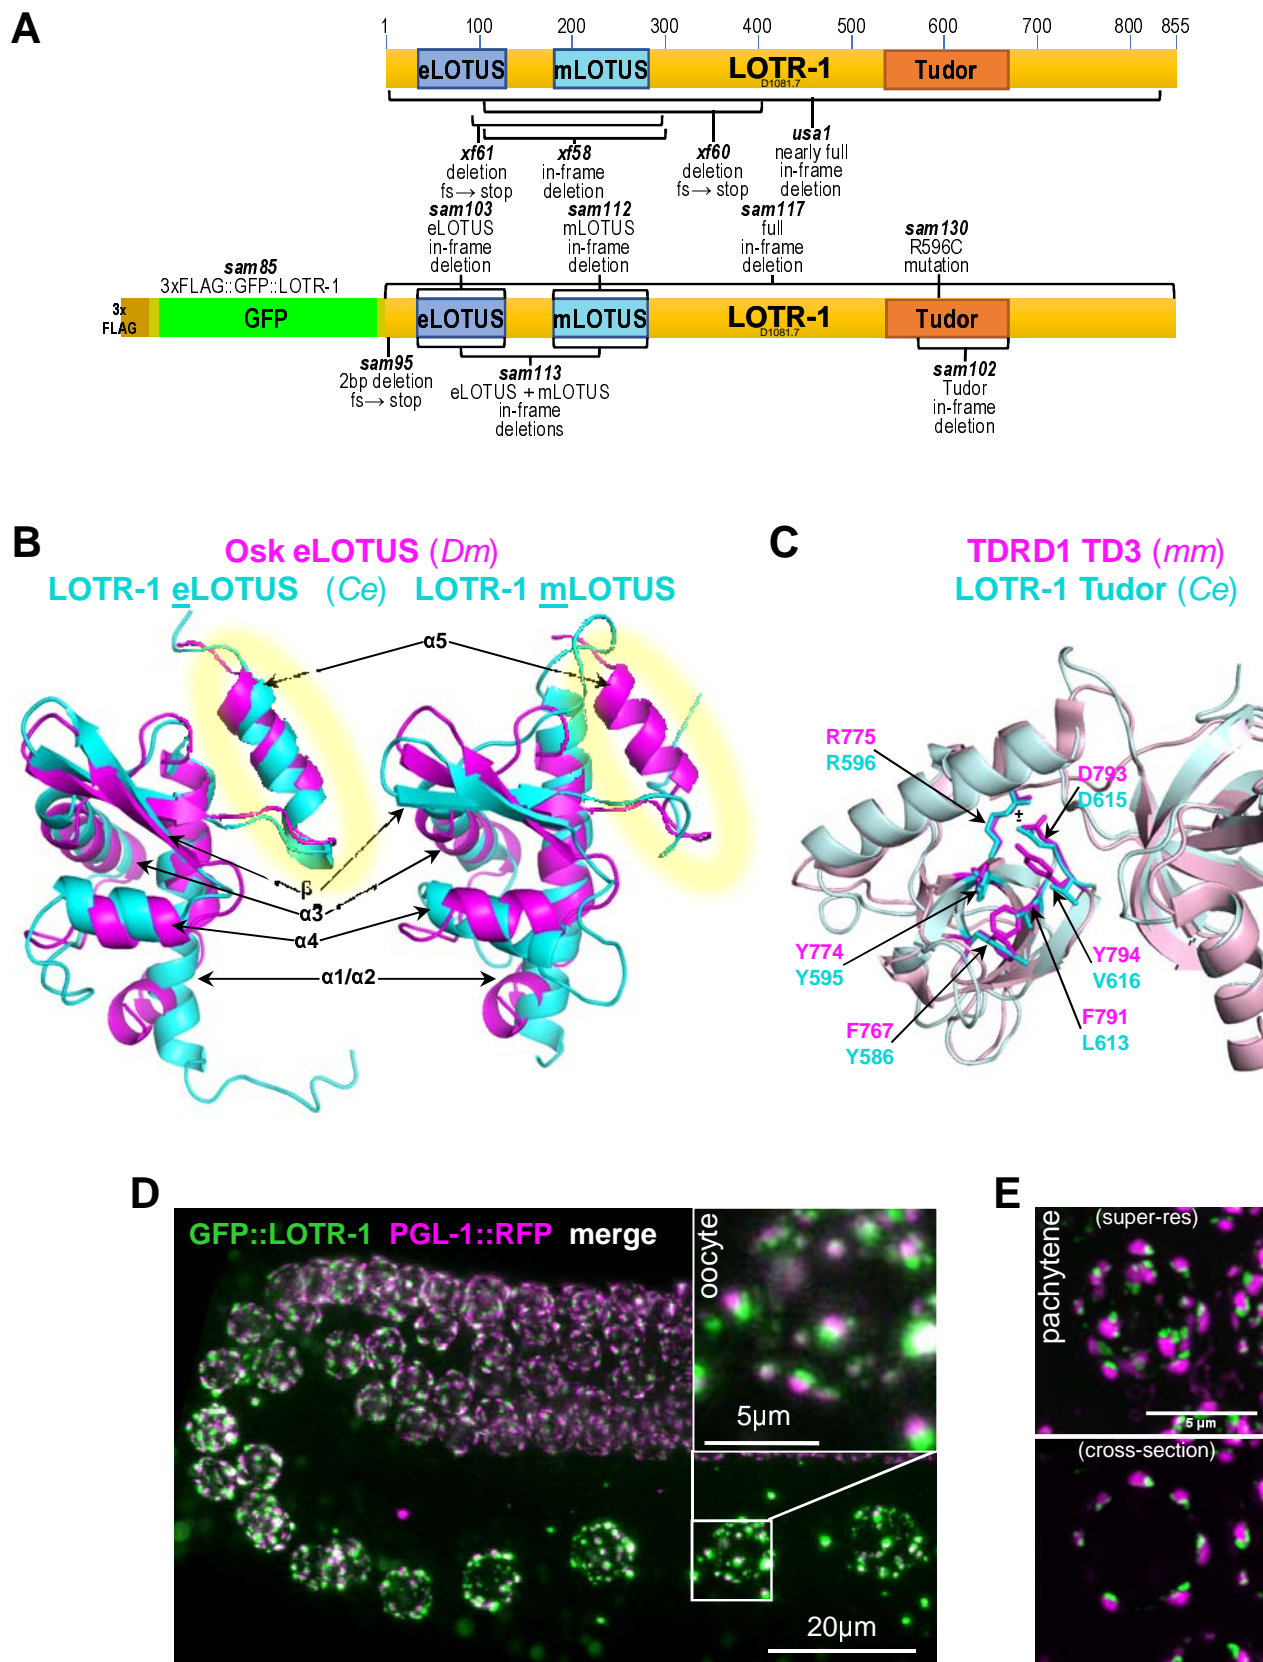 A
1 100 200 300 400 500 600 700 800 855
eLOTUS mLOTUS LOTR-1 Tudor
D1081.7
xf61
deletion
fs→stop
xf58
in-frame
deletion
xf60
deletion
fs→stop
usa1
nearly full
in-frame
deletion
sam85
3xFLAG::GFP::LOTR-1
sam103
eLOTUS
in-frame
deletion
sam112
mLOTUS
in-frame
deletion
sam117
full
in-frame
deletion
sam130
R596C
mutation
3x
FLAG
GFP eLOTUS mLOTUS LOTR-1 Tudor
D1081.7
sam95
2bp deletion
fs→stop
sam113
eLOTUS + mLOTUS
in-frame
deletions
sam102
Tudor
in-frame
deletion
B
Osk eLOTUS (Dm)
LOTR-1 eLOTUS (Ce) LOTR-1 mLOTUS
α5
β
α3
α4
α1/α2
C
TDRD1 TD3 (mm)
LOTR-1 Tudor (Ce)
R775
R596
D793
D615
±
Y774
Y595
Y794
V616
F767
Y586
F791
L613
D
GFP::LOTR-1 PGL-1::RFP merge
oocyte
5µm
20µm
E
pachytene
(super-res)
5 µm
(cross-section)